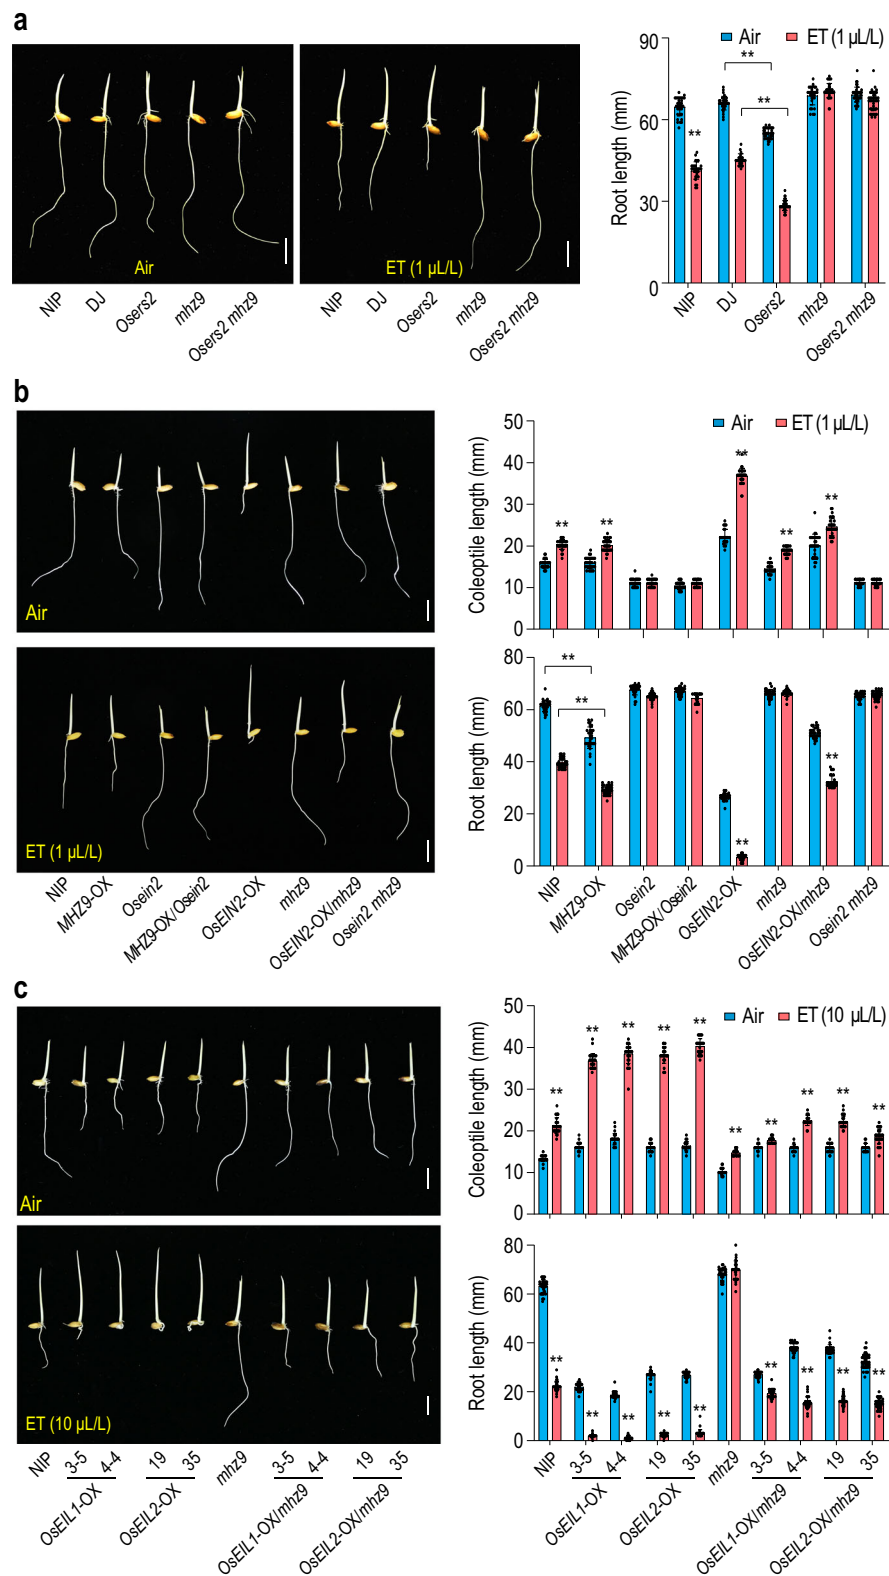 a
Air
ET (1 µL/L)
NIP
DJ
Osers2
mhz9
Osers2 mhz9
Air
ET (1 µL/L)
NIP
DJ
Osers2
mhz9
Osers2 mhz9
Air ET (1 µL/L)
Root length (mm)
90
60
30
0
**
**
**
NIP
DJ
Osers2
mhz9
Osers2 mhz9
b
Air
ET (1 µL/L)
NIP
MHZ9-OX
Osein2
MHZ9-OX/Osein2
OsEIN2-OX
mhz9
OsEIN2-OX/mhz9
Osein2 mhz9
Air ET (1 µL/L)
Coleoptile length (mm)
50
40
30
20
10
0
** ** ** ** **
Root length (mm)
80
60
40
20
0
**
**
**
**
NIP
MHZ9-OX
Osein2
MHZ9-OX/Osein2
OsEIN2-OX
mhz9
OsEIN2-OX/mhz9
Osein2 mhz9
c
Air
ET (10 µL/L)
NIP
3-5 4-4
OsEIL1-OX
19 35
OsEIL2-OX
mhz9
3-5 4-4
OsEIL1-OX/mhz9
19 35
OsEIL2-OX/mhz9
Air ET (10 µL/L)
Coleoptile length (mm)
50
40
30
20
10
0
** ** ** ** ** ** ** ** ** **
Root length (mm)
80
60
40
20
0
** ** ** ** ** ** ** ** **
NIP
3-5 4-4
OsEIL1-OX
19 35
OsEIL2-OX
mhz9
3-5 4-4
OsEIL1-OX/mhz9
19 35
OsEIL2-OX/mhz9